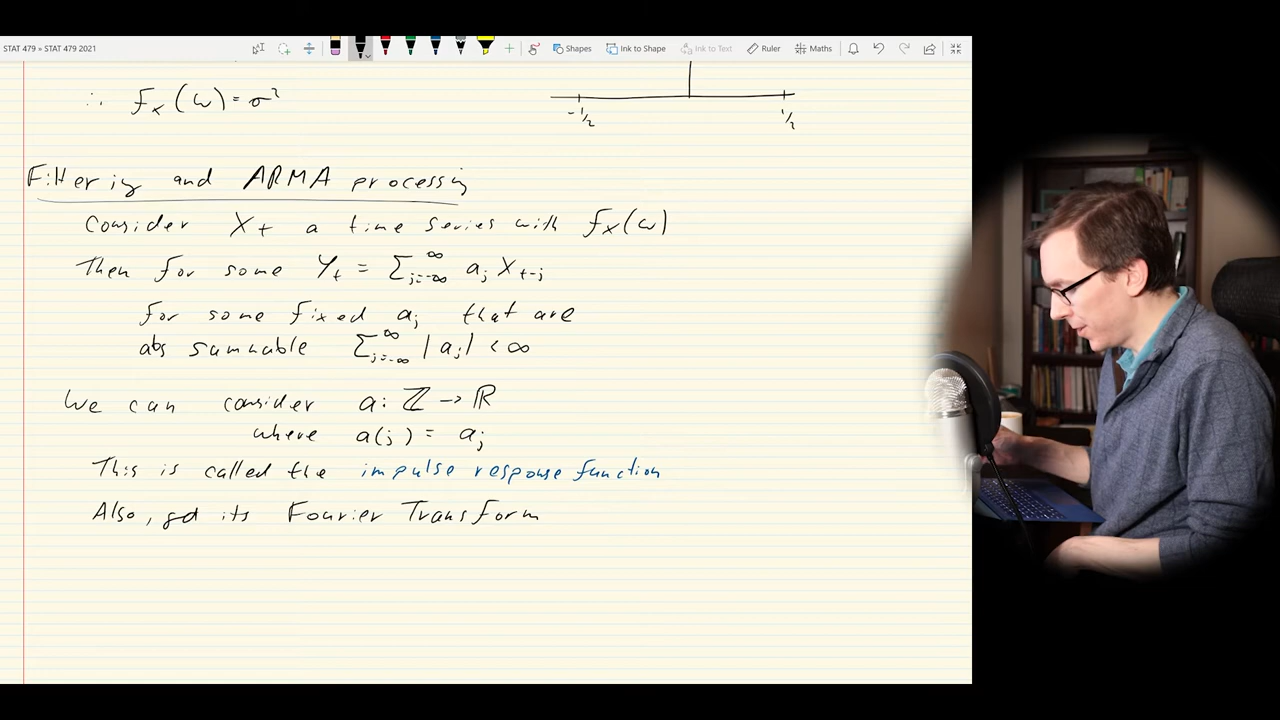 STAT 479 » STAT 479 2021
Shapes Ink to Shape Ink to Text Ruler Maths
∴ fx(ω) = σ²
-1/2 1/2
Filtering and ARMA processing
Consider Xt a time series with fx(ω)
Then for some Yt = ∑_{j=-∞}^{∞} aj Xt-j
for some fixed aj that are
abs summable ∑_{j=-∞}^{∞} |aj| < ∞
We can consider a: ℤ → ℝ
where a(j) = aj
This is called the impulse response function
Also, get its Fourier Transform